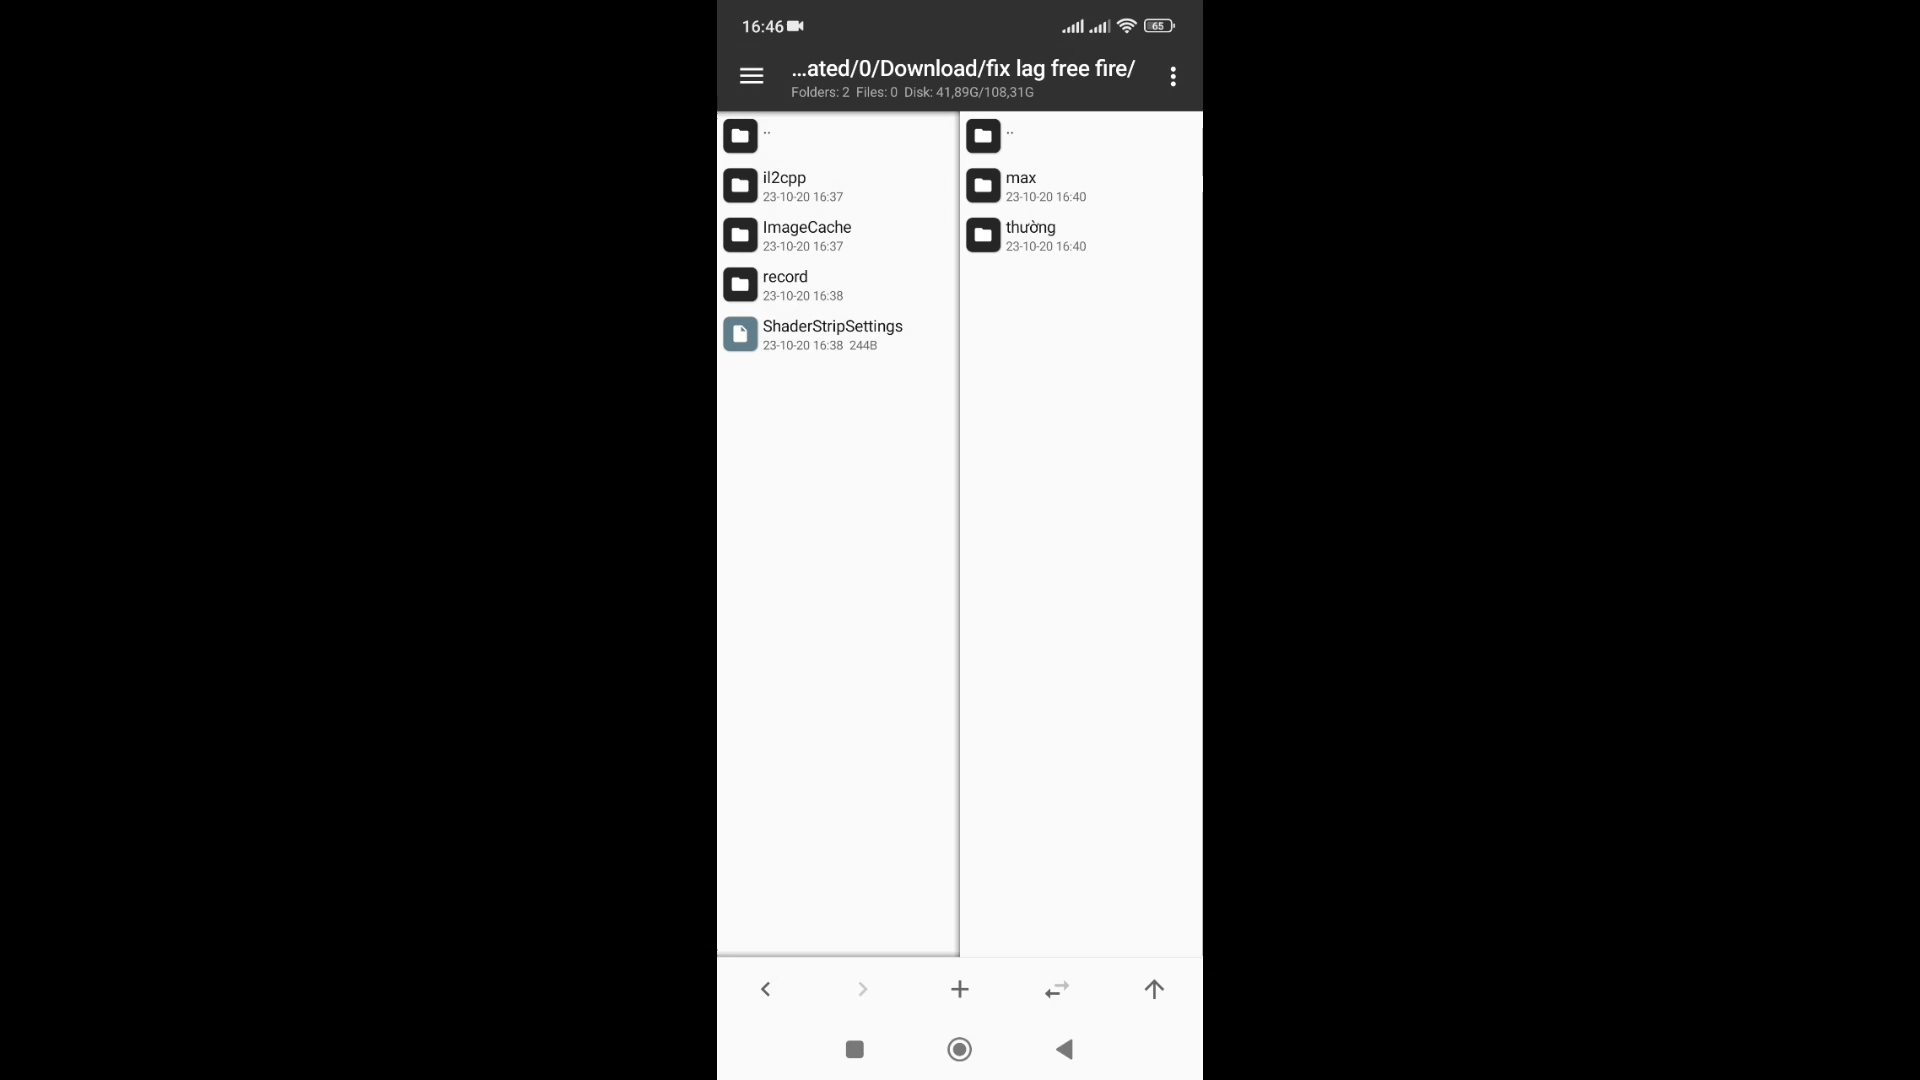 16:46
65
...ated/0/Download/fix lag free fire/
Folders: 2 Files: 0 Disk: 41,89G/108,31G
..
il2cpp
23-10-20 16:37
ImageCache
23-10-20 16:37
record
23-10-20 16:38
ShaderStripSettings
23-10-20 16:38 244B
..
max
23-10-20 16:40
thường
23-10-20 16:40